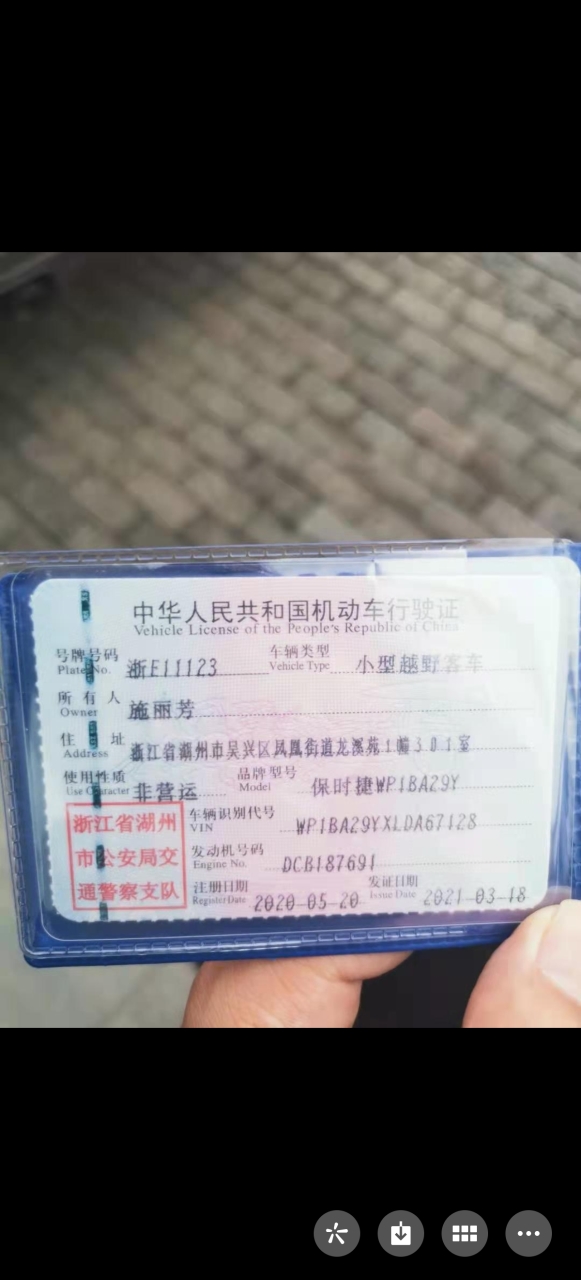 中华人民共和国机动车行驶证
Vehicle License of the People's Republic of China
号牌号码 浙E11123 车辆类型 小型越野客车
Plate No. Vehicle Type
所有人 施丽芳
Owner
住址 浙江省湖州市吴兴区凤凰街道龙溪苑1幢301室
Address
使用性质 非营运 品牌型号 保时捷WP1BA29Y
Use Character Model
浙江省湖州
市公安局交
通警察支队
车辆识别代号 WP1BA29YXLDA67128
VIN
发动机号码 DCB187691
Engine No.
注册日期 2020-05-20 发证日期 2021-03-18
Register Date Issue Date